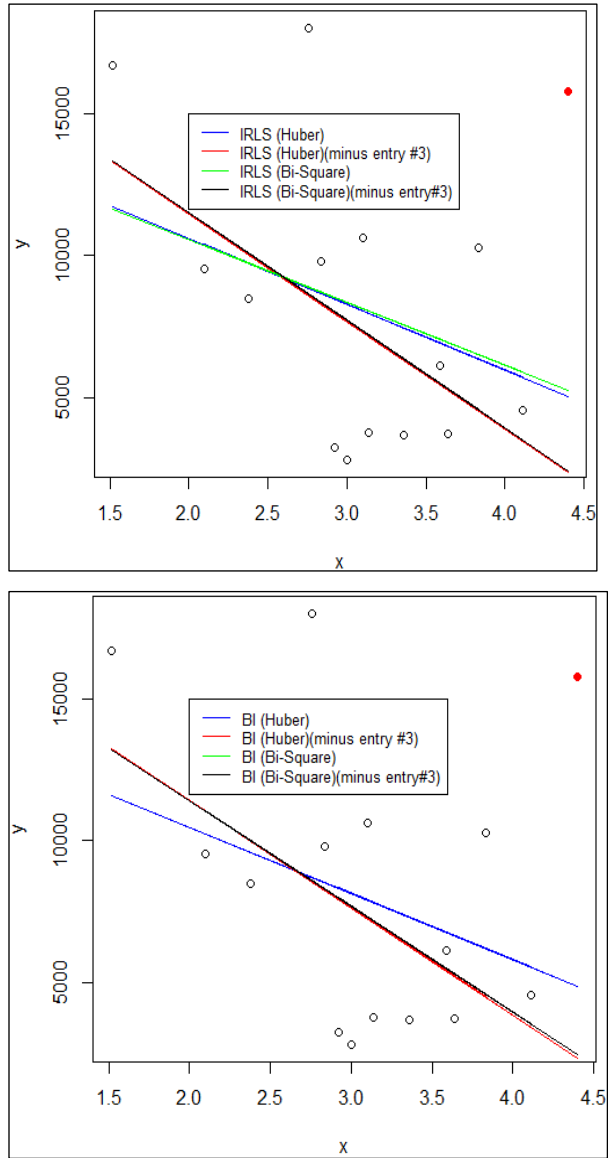 15000
10000
5000
y
IRLS (Huber)
IRLS (Huber)(minus entry #3)
IRLS (Bi-Square)
IRLS (Bi-Square)(minus entry#3)
1.5 2.0 2.5 3.0 3.5 4.0 4.5
x
15000
10000
5000
y
BI (Huber)
BI (Huber)(minus entry #3)
BI (Bi-Square)
BI (Bi-Square)(minus entry#3)
1.5 2.0 2.5 3.0 3.5 4.0 4.5
x